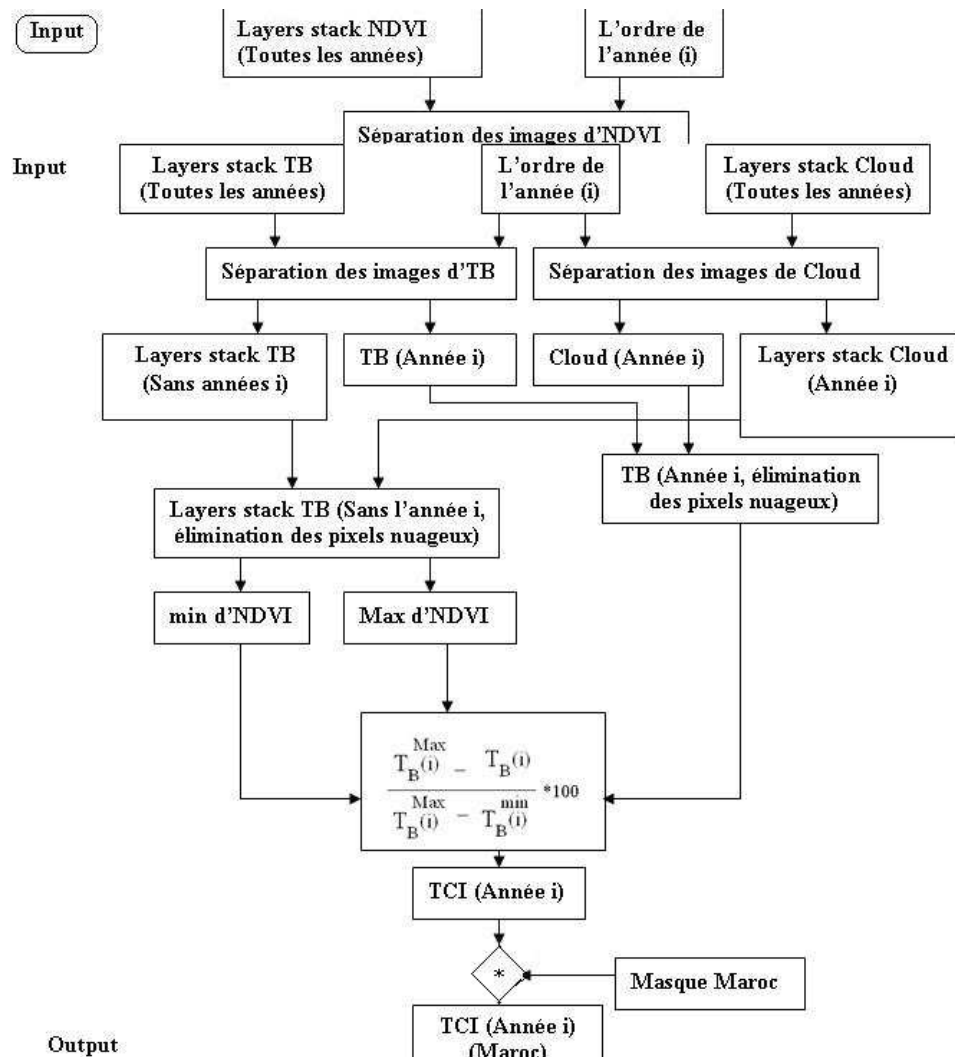 Input
Layers stack NDVI
(Toutes les années)
L'ordre de
l'année (i)
Séparation des images d'NDVI
Input
Layers stack TB
(Toutes les années)
L'ordre de
l'année (i)
Layers stack Cloud
(Toutes les années)
Séparation des images d'TB
Séparation des images de Cloud
Layers stack TB
(Sans années i)
TB (Année i)
Cloud (Année i)
Layers stack Cloud
(Année i)
TB (Année i, élimination
des pixels nuageux)
Layers stack TB (Sans l'année i,
élimination des pixels nuageux)
min d'NDVI
Max d'NDVI
T_B^Max(i) – T_B(i)
T_B^Max(i) – T_B^min(i)
*100
TCI (Année i)
*
Masque Maroc
TCI (Année i)
(Maroc)
Output